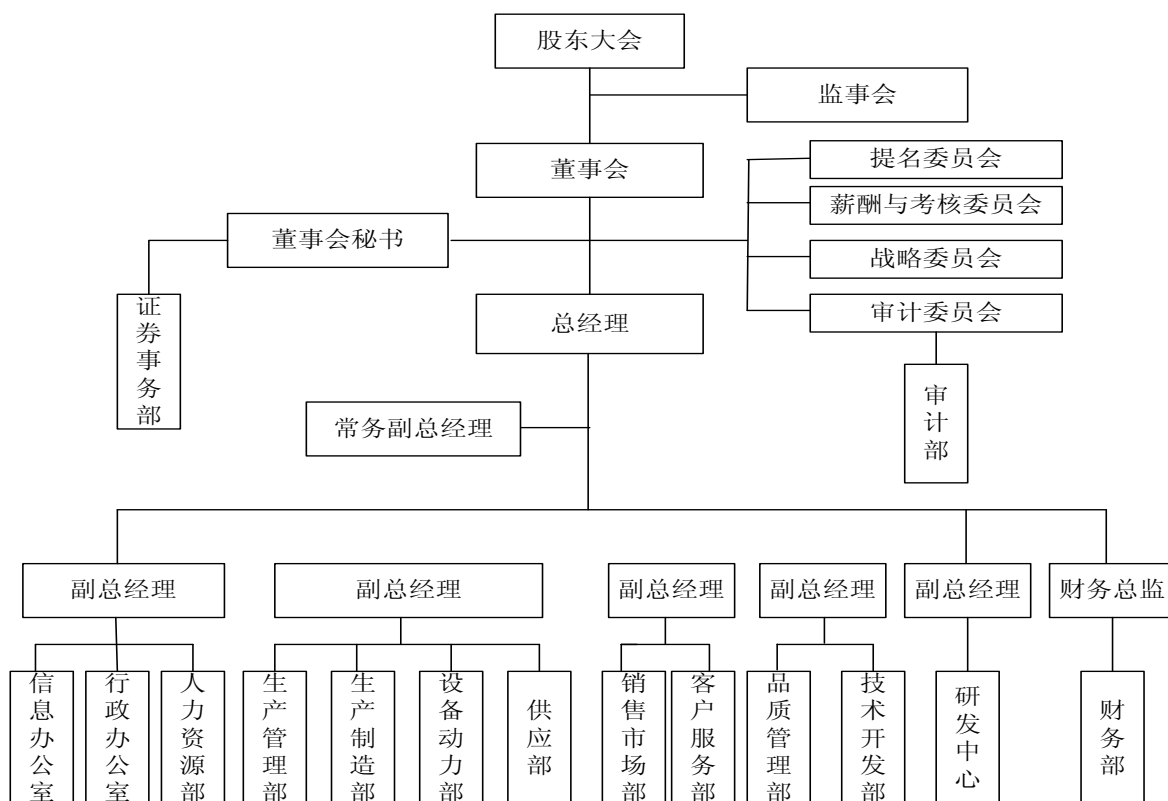 股东大会
监事会
董事会
提名委员会
薪酬与考核委员会
董事会秘书
战略委员会
证券事务部
总经理
审计委员会
审计部
常务副总经理
副总经理
副总经理
副总经理
副总经理
副总经理
财务总监
信息办公室
行政办公室
人力资源部
生产管理部
生产制造部
设备动力部
供应部
销售市场部
客户服务部
品质管理部
技术开发部
研发中心
财务部